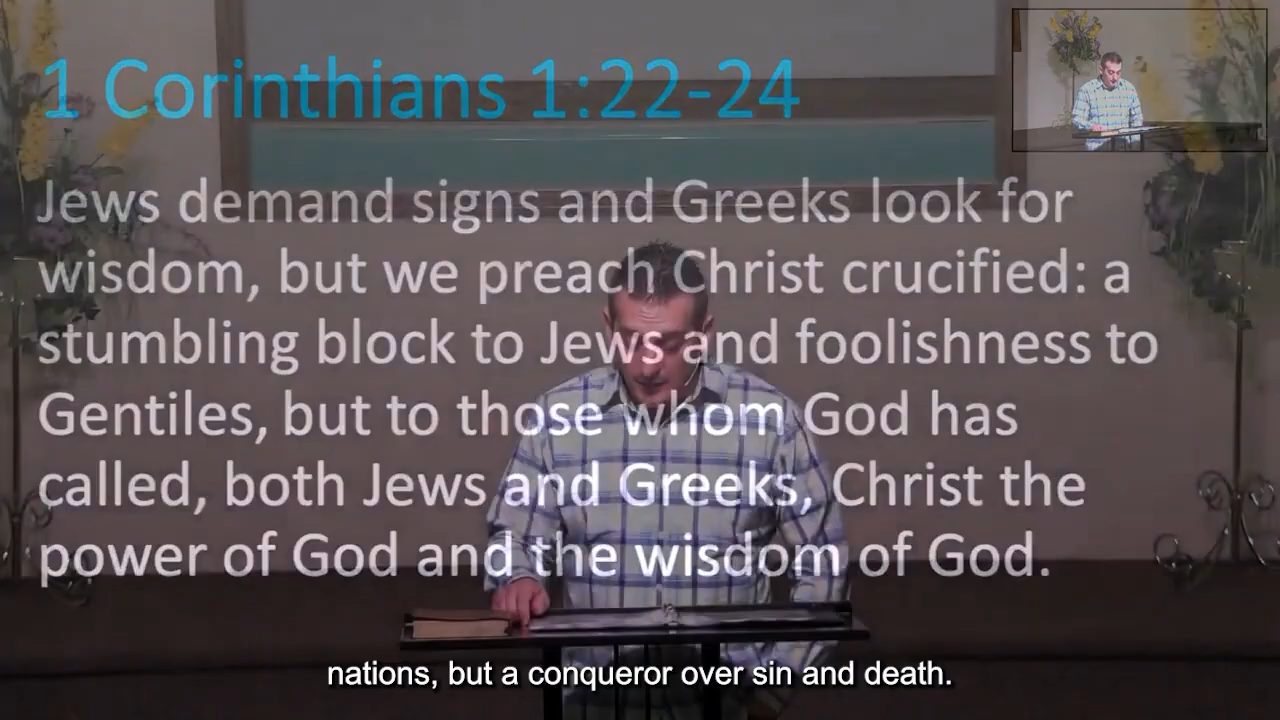 1 Corinthians 1:22-24
Jews demand signs and Greeks look for
wisdom, but we preach Christ crucified: a
stumbling block to Jews and foolishness to
Gentiles, but to those whom God has
called, both Jews and Greeks, Christ the
power of God and the wisdom of God.
nations, but a conqueror over sin and death.